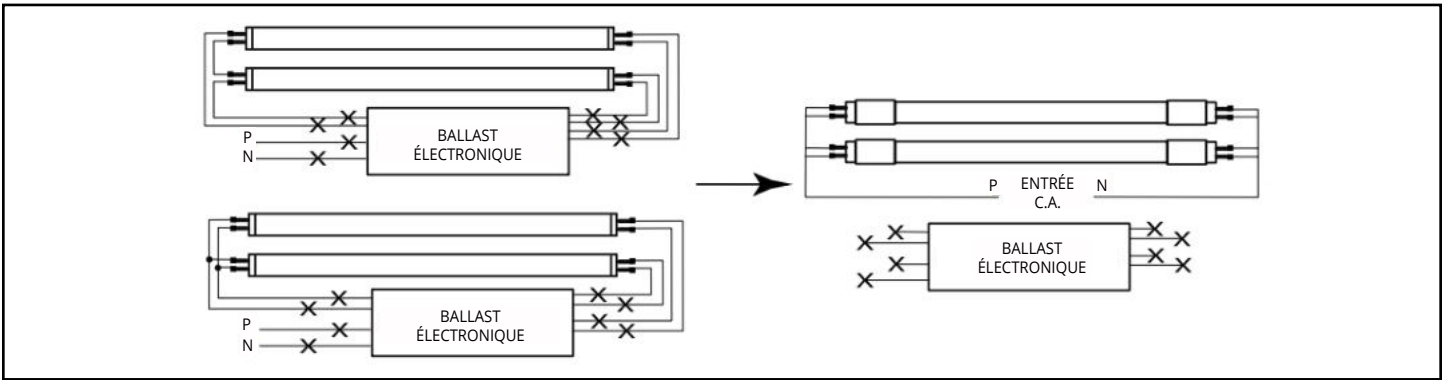 P
N
BALLAST
ÉLECTRONIQUE
P
N
BALLAST
ÉLECTRONIQUE
P ENTRÉE N
C.A.
BALLAST
ÉLECTRONIQUE